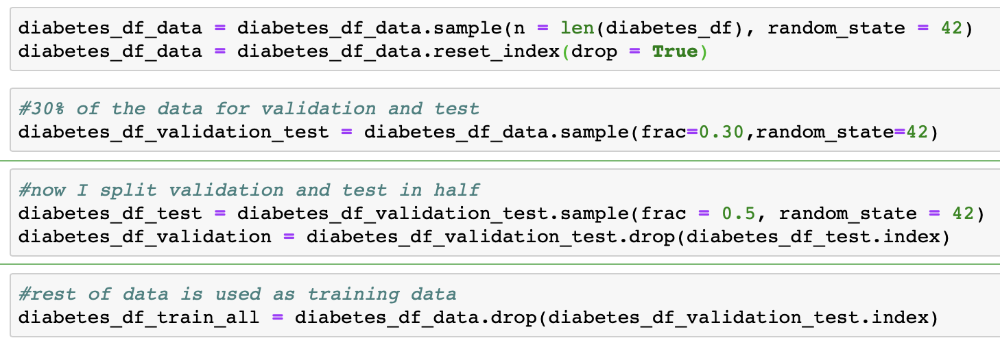 diabetes_df_data = diabetes_df_data.sample(n = len(diabetes_df), random_state = 42)
diabetes_df_data = diabetes_df_data.reset_index(drop = True)
#30% of the data for validation and test
diabetes_df_validation_test = diabetes_df_data.sample(frac=0.30,random_state=42)
#now I split validation and test in half
diabetes_df_test = diabetes_df_validation_test.sample(frac = 0.5, random_state = 42)
diabetes_df_validation = diabetes_df_validation_test.drop(diabetes_df_test.index)
#rest of data is used as training data
diabetes_df_train_all = diabetes_df_data.drop(diabetes_df_validation_test.index)